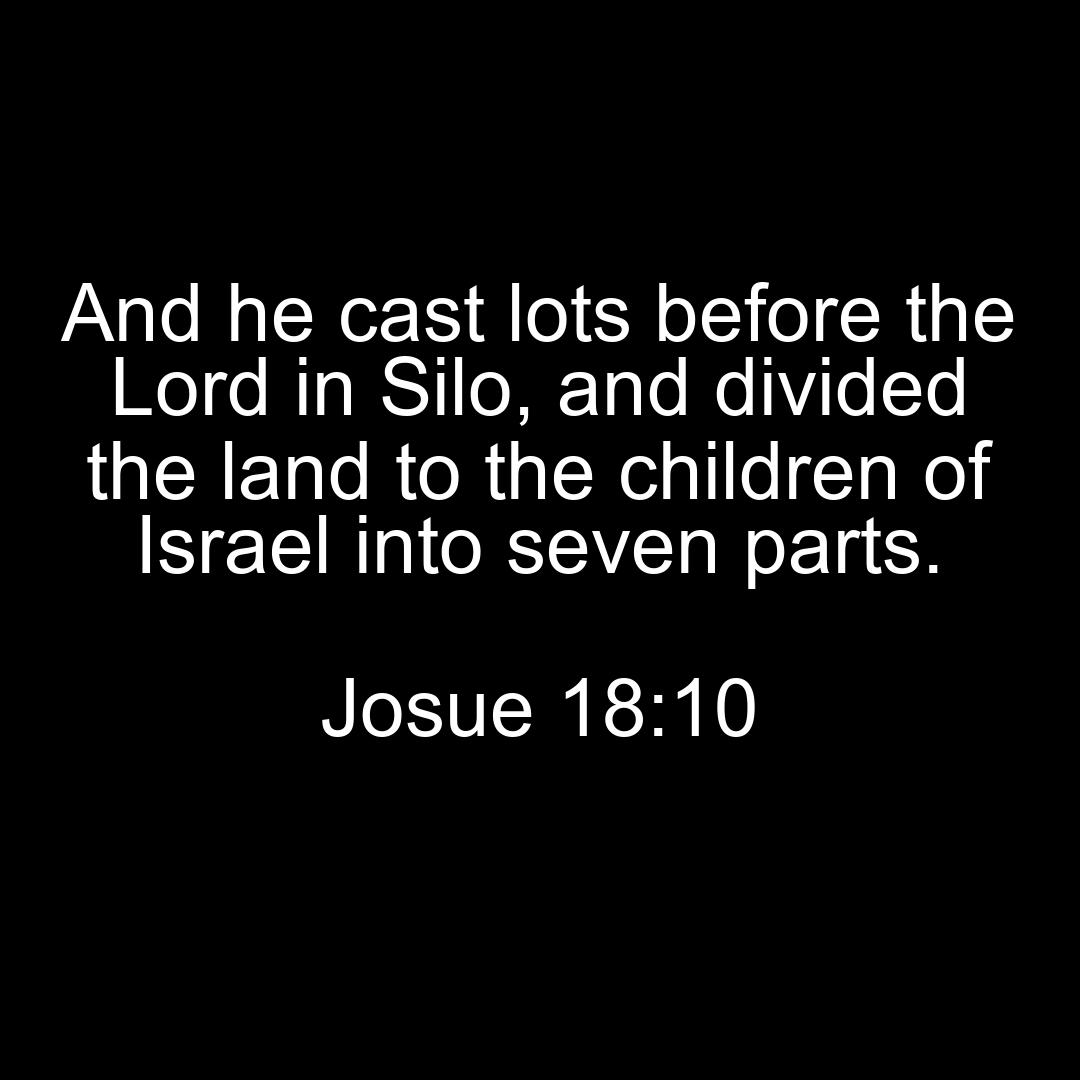 And he cast lots before the
Lord in Silo, and divided
the land to the children of
Israel into seven parts.
Josue 18:10